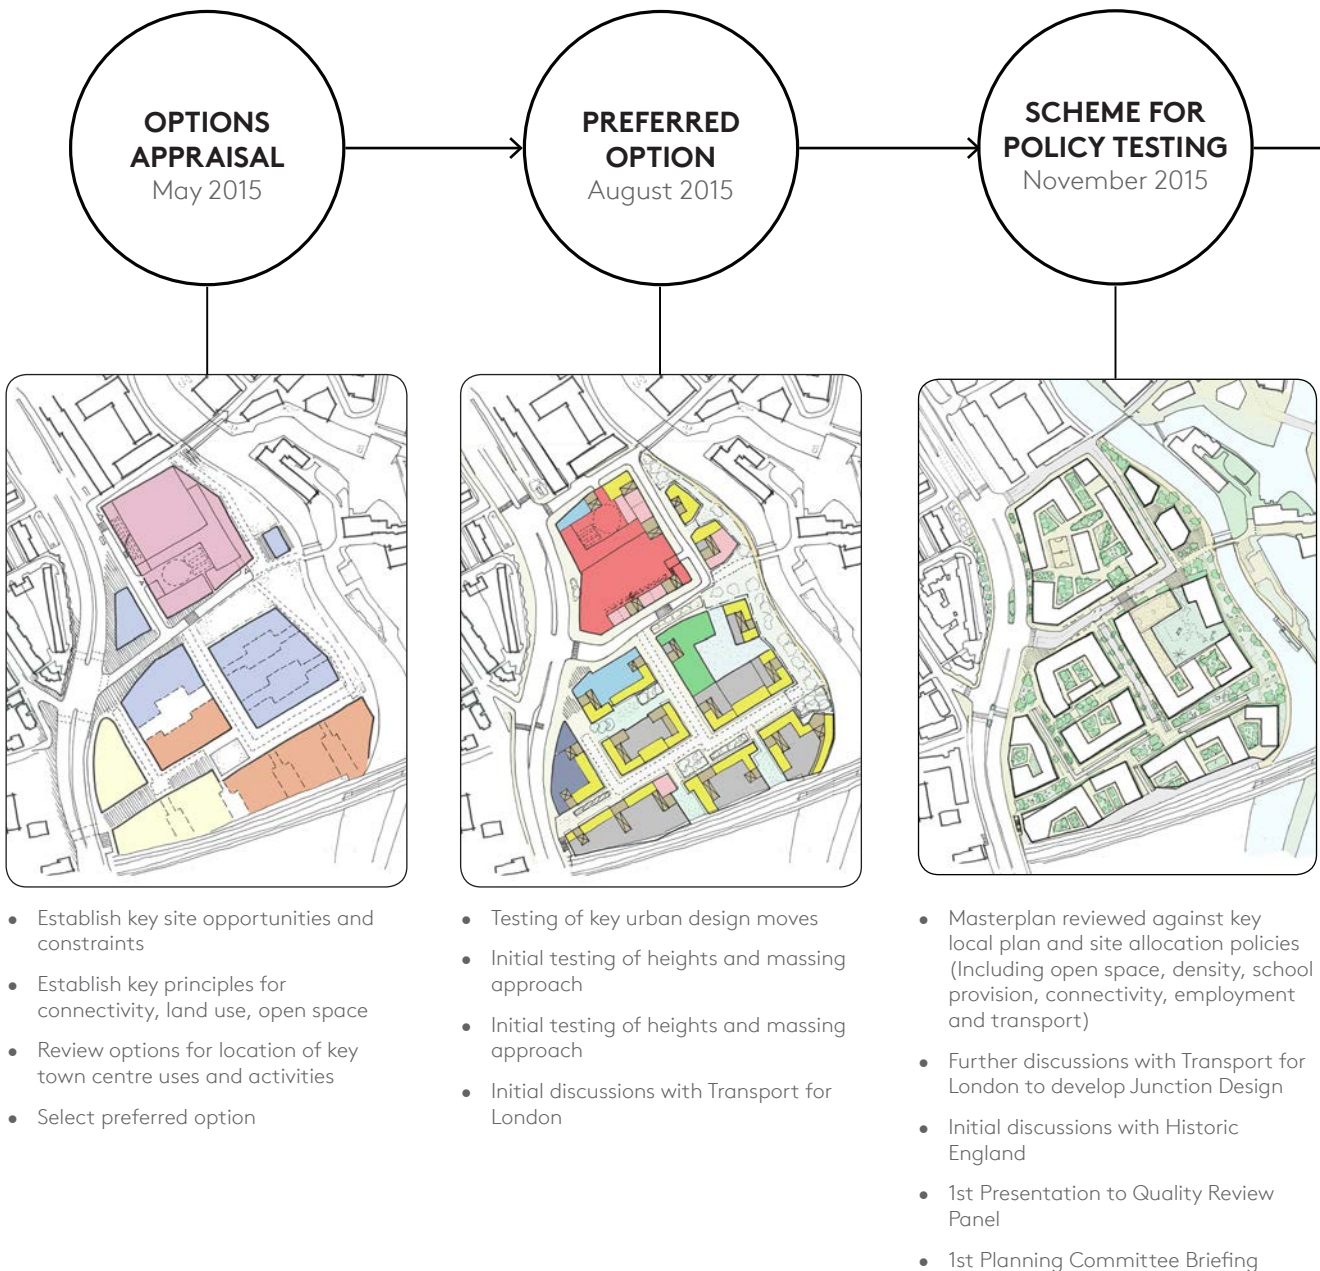 OPTIONS
APPRAISAL
May 2015
PREFERRED
OPTION
August 2015
SCHEME FOR
POLICY TESTING
November 2015
• Establish key site opportunities and
constraints
• Establish key principles for
connectivity, land use, open space
• Review options for location of key
town centre uses and activities
• Select preferred option
• Testing of key urban design moves
• Initial testing of heights and massing
approach
• Initial testing of heights and massing
approach
• Initial discussions with Transport for
London
• Masterplan reviewed against key
local plan and site allocation policies
(Including open space, density, school
provision, connectivity, employment
and transport)
• Further discussions with Transport for
London to develop Junction Design
• Initial discussions with Historic
England
• 1st Presentation to Quality Review
Panel
• 1st Planning Committee Briefing